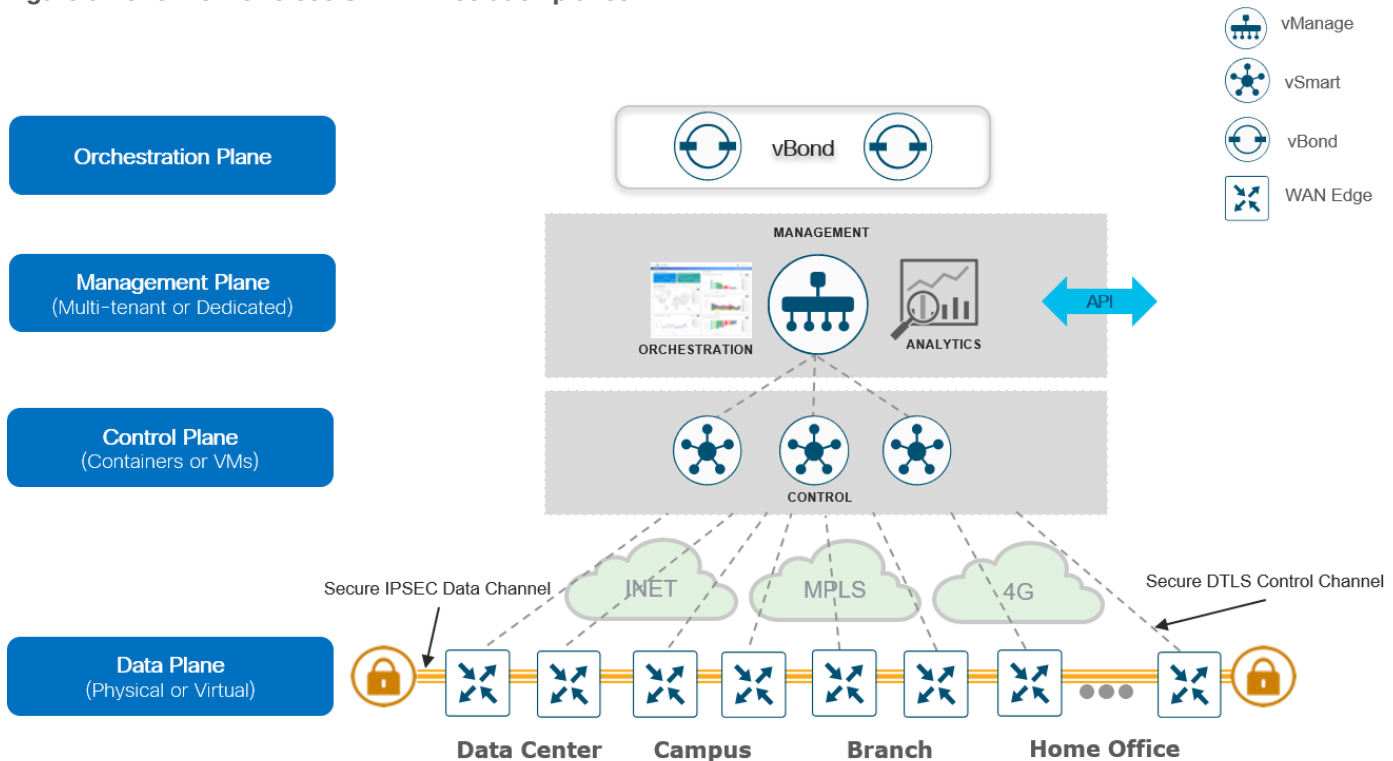 vManage
vSmart
vBond
WAN Edge
Orchestration Plane
vBond
Management Plane
(Multi-tenant or Dedicated)
MANAGEMENT
ORCHESTRATION
ANALYTICS
API
Control Plane
(Containers or VMs)
CONTROL
INET
MPLS
4G
Secure IPSEC Data Channel
Secure DTLS Control Channel
Data Plane
(Physical or Virtual)
Data Center
Campus
Branch
Home Office